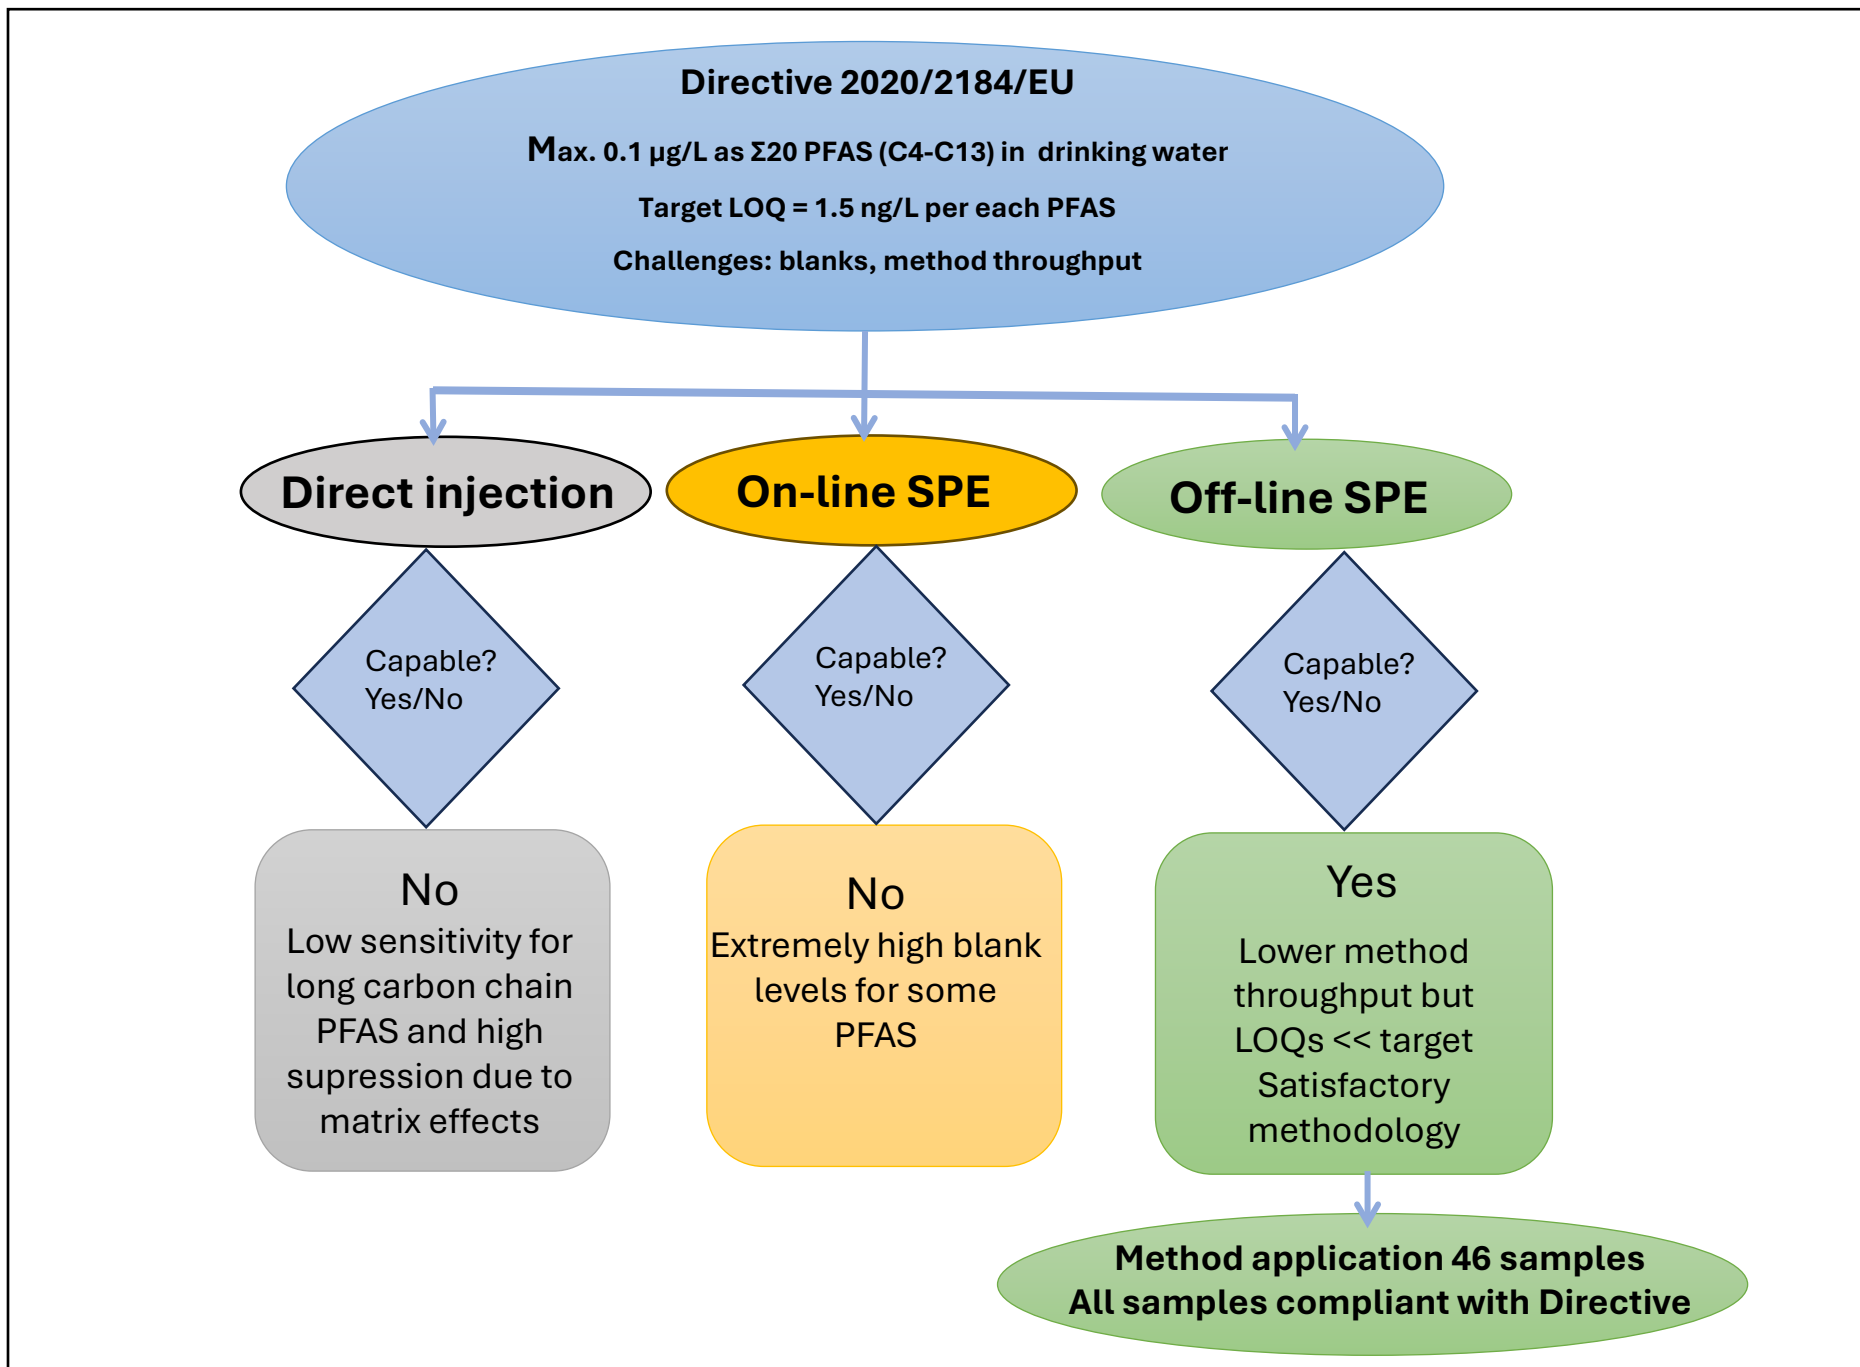 Directive 2020/2184/EU
Max. 0.1 µg/L as Σ20 PFAS (C4-C13) in drinking water
Target LOQ = 1.5 ng/L per each PFAS
Challenges: blanks, method throughput
Direct injection
On-line SPE
Off-line SPE
Capable?
Yes/No
Capable?
Yes/No
Capable?
Yes/No
No
Low sensitivity for
long carbon chain
PFAS and high
supression due to
matrix effects
No
Extremely high blank
levels for some
PFAS
Yes
Lower method
throughput but
LOQs << target
Satisfactory
methodology
Method application 46 samples
All samples compliant with Directive